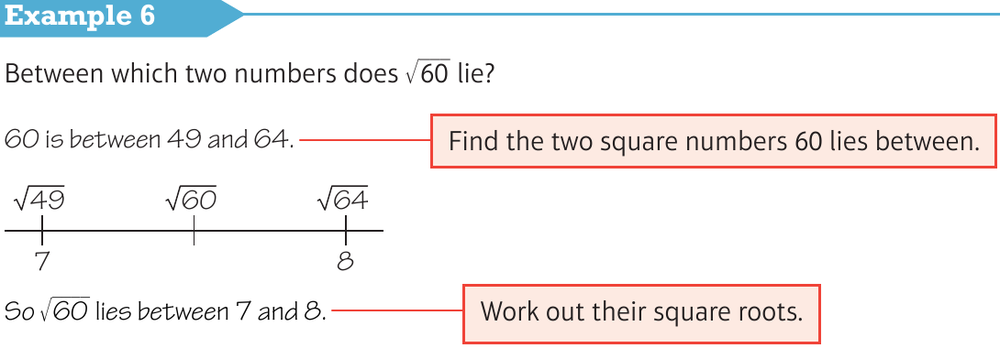 Example 6
Between which two numbers does √60 lie?
60 is between 49 and 64.
Find the two square numbers 60 lies between.
√49 √60 √64
7 8
So √60 lies between 7 and 8.
Work out their square roots.